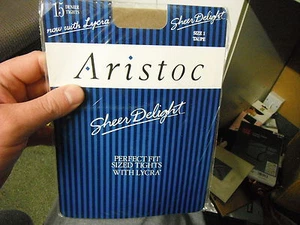 15 DENIER
TIGHTS
now with Lycra
Sheer Delight
SIZE 1
TAUPE
Aristoc
Sheer Delight
PERFECT FIT
SIZED TIGHTS
WITH LYCRA®